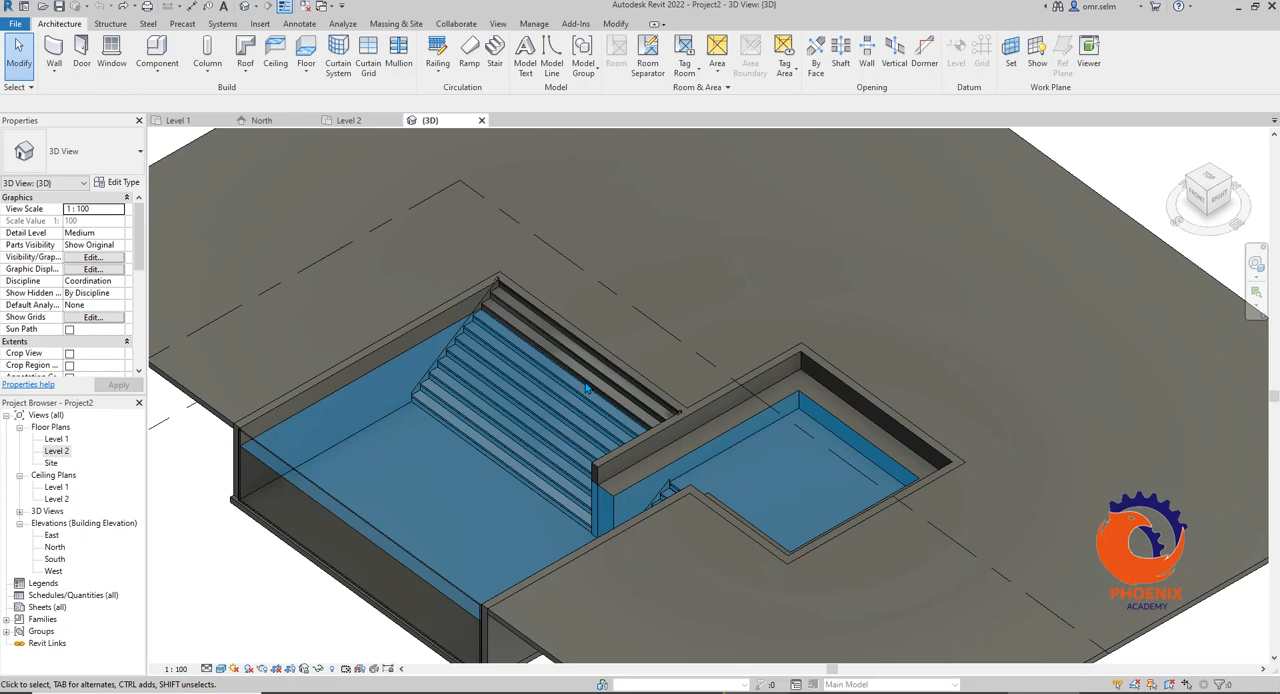 Autodesk Revit 2022 - Project2 - 3D View: {3D}
omr.selm
File Architecture Structure Steel Precast Systems Insert Annotate Analyze Massing & Site Collaborate View Manage Add-Ins Modify
Modify Wall Door Window Component Column Roof Ceiling Floor Curtain System Curtain Grid Mullion Railing Ramp Stair Model Text Model Line Model Group Room Room Separator Tag Room Area Area Boundary Tag Area By Face Shaft Wall Vertical Dormer Level Grid Set Show Ref Plane Viewer
Select Build Circulation Model Room & Area Opening Datum Work Plane
Properties
Level 1 North Level 2 {3D}
3D View
3D View: {3D} Edit Type
Graphics
View Scale 1 : 100
Scale Value 1: 100
Detail Level Medium
Parts Visibility Show Original
Visibility/Grap... Edit...
Graphic Displ... Edit...
Discipline Coordination
Show Hidden ... By Discipline
Default Analy... None
Show Grids Edit...
Sun Path
Extents
Crop View
Crop Region ...
Properties help Apply
Project Browser - Project2
Views (all)
Floor Plans
Level 1
Level 2
Site
Ceiling Plans
Level 1
Level 2
3D Views
Elevations (Building Elevation)
East
North
South
West
Legends
Schedules/Quantities (all)
Sheets (all)
Families
Groups
Revit Links
TOP
FRONT
RIGHT
PHOENIX
ACADEMY
1 : 100
Click to select, TAB for alternates, CTRL adds, SHIFT unselects.
:0
Main Model
:0